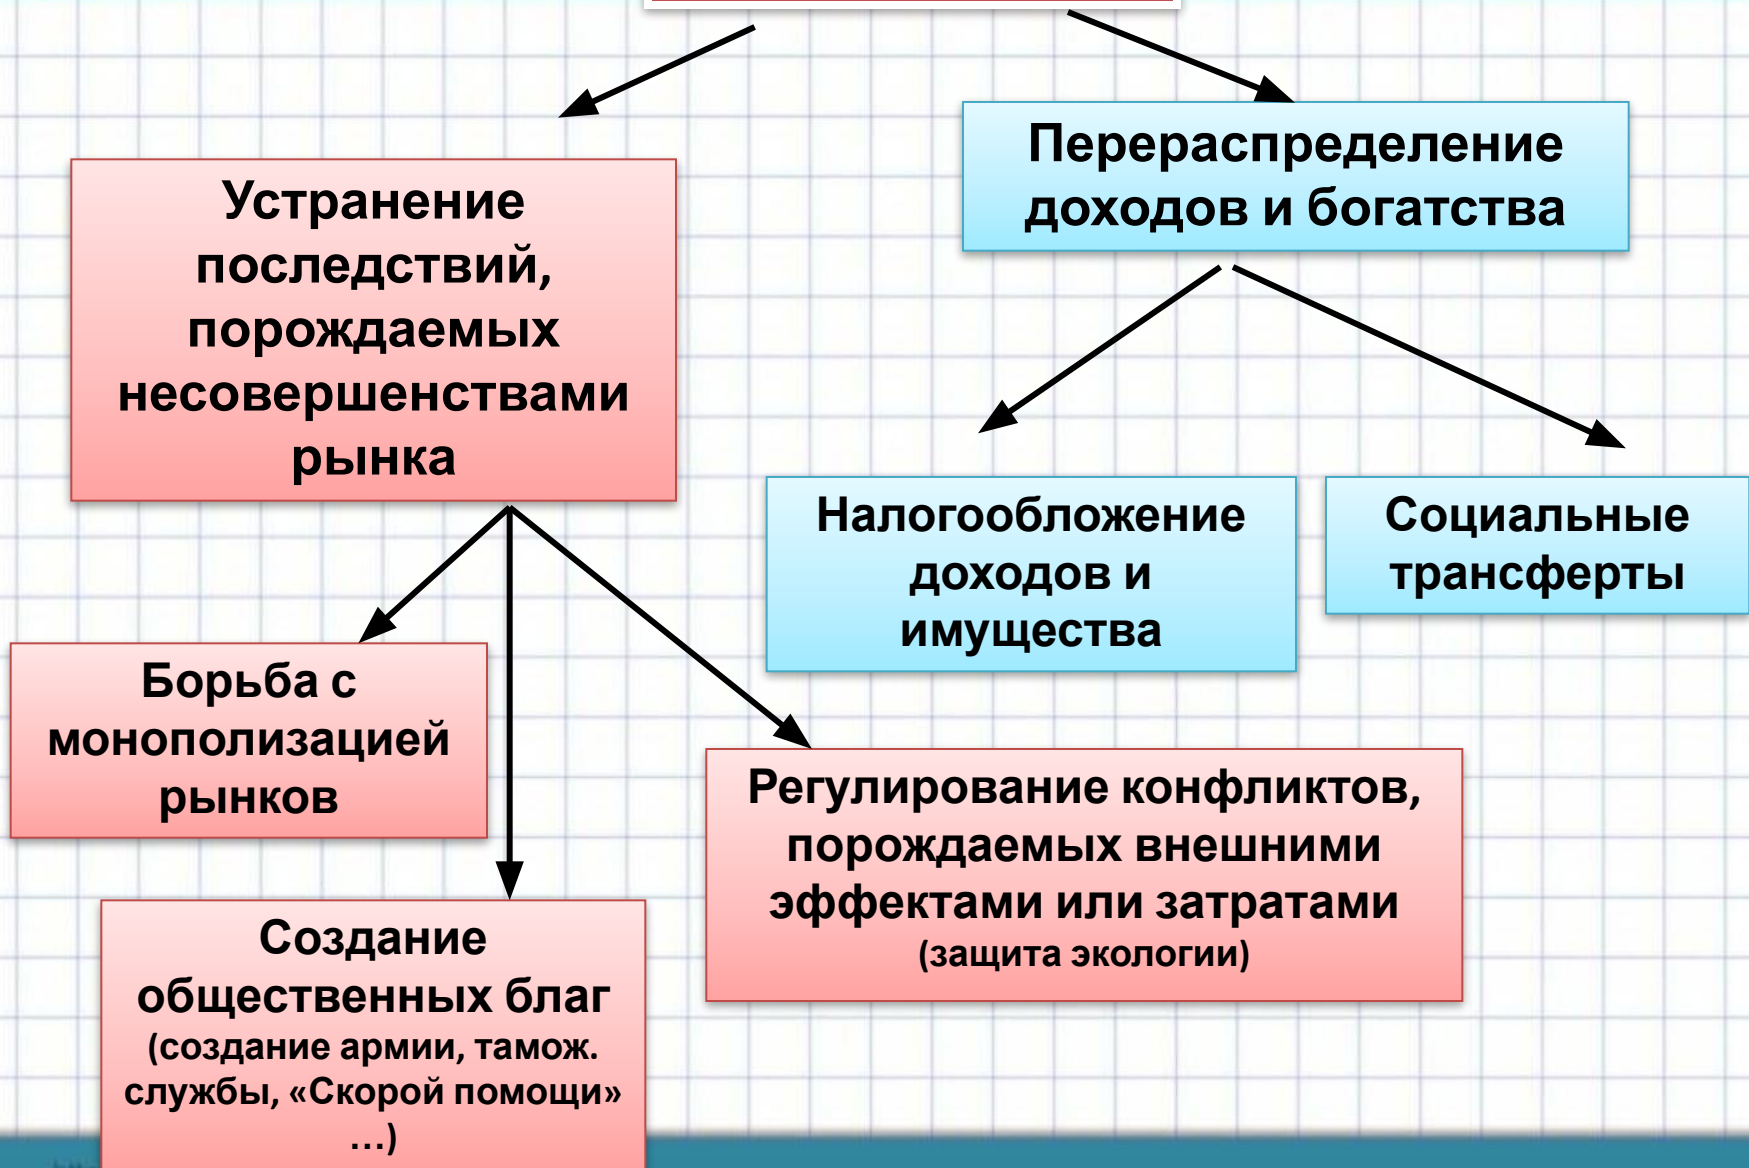 Перераспределение
доходов и богатства
Устранение
последствий,
порождаемых
несовершенствами
рынка
Налогообложение
доходов и
имущества
Социальные
трансферты
Борьба с
монополизацией
рынков
Регулирование конфликтов,
порождаемых внешними
эффектами или затратами
(защита экологии)
Создание
общественных благ
(создание армии, тамож.
службы, «Скорой помощи»
…)